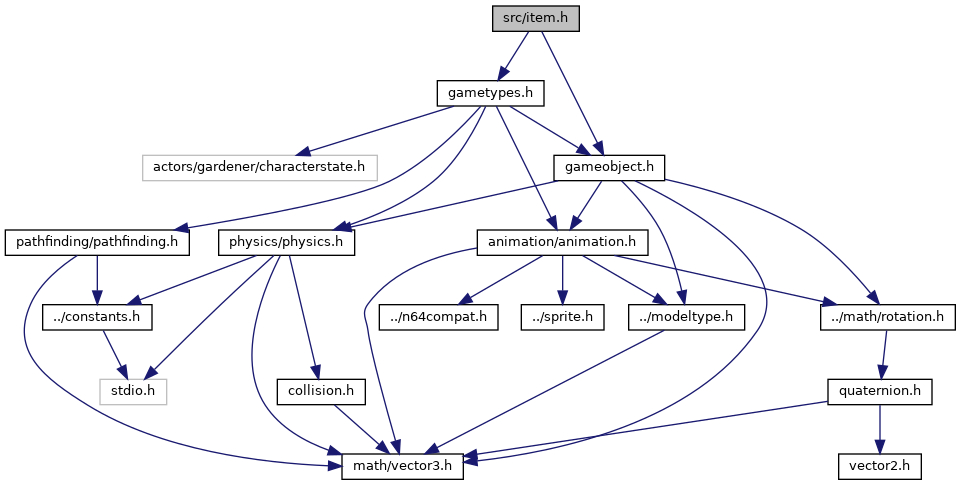 src/item.h
gametypes.h
actors/gardener/characterstate.h
gameobject.h
pathfinding/pathfinding.h
physics/physics.h
animation/animation.h
../constants.h
../n64compat.h
../sprite.h
../modeltype.h
../math/rotation.h
stdio.h
collision.h
quaternion.h
math/vector3.h
vector2.h